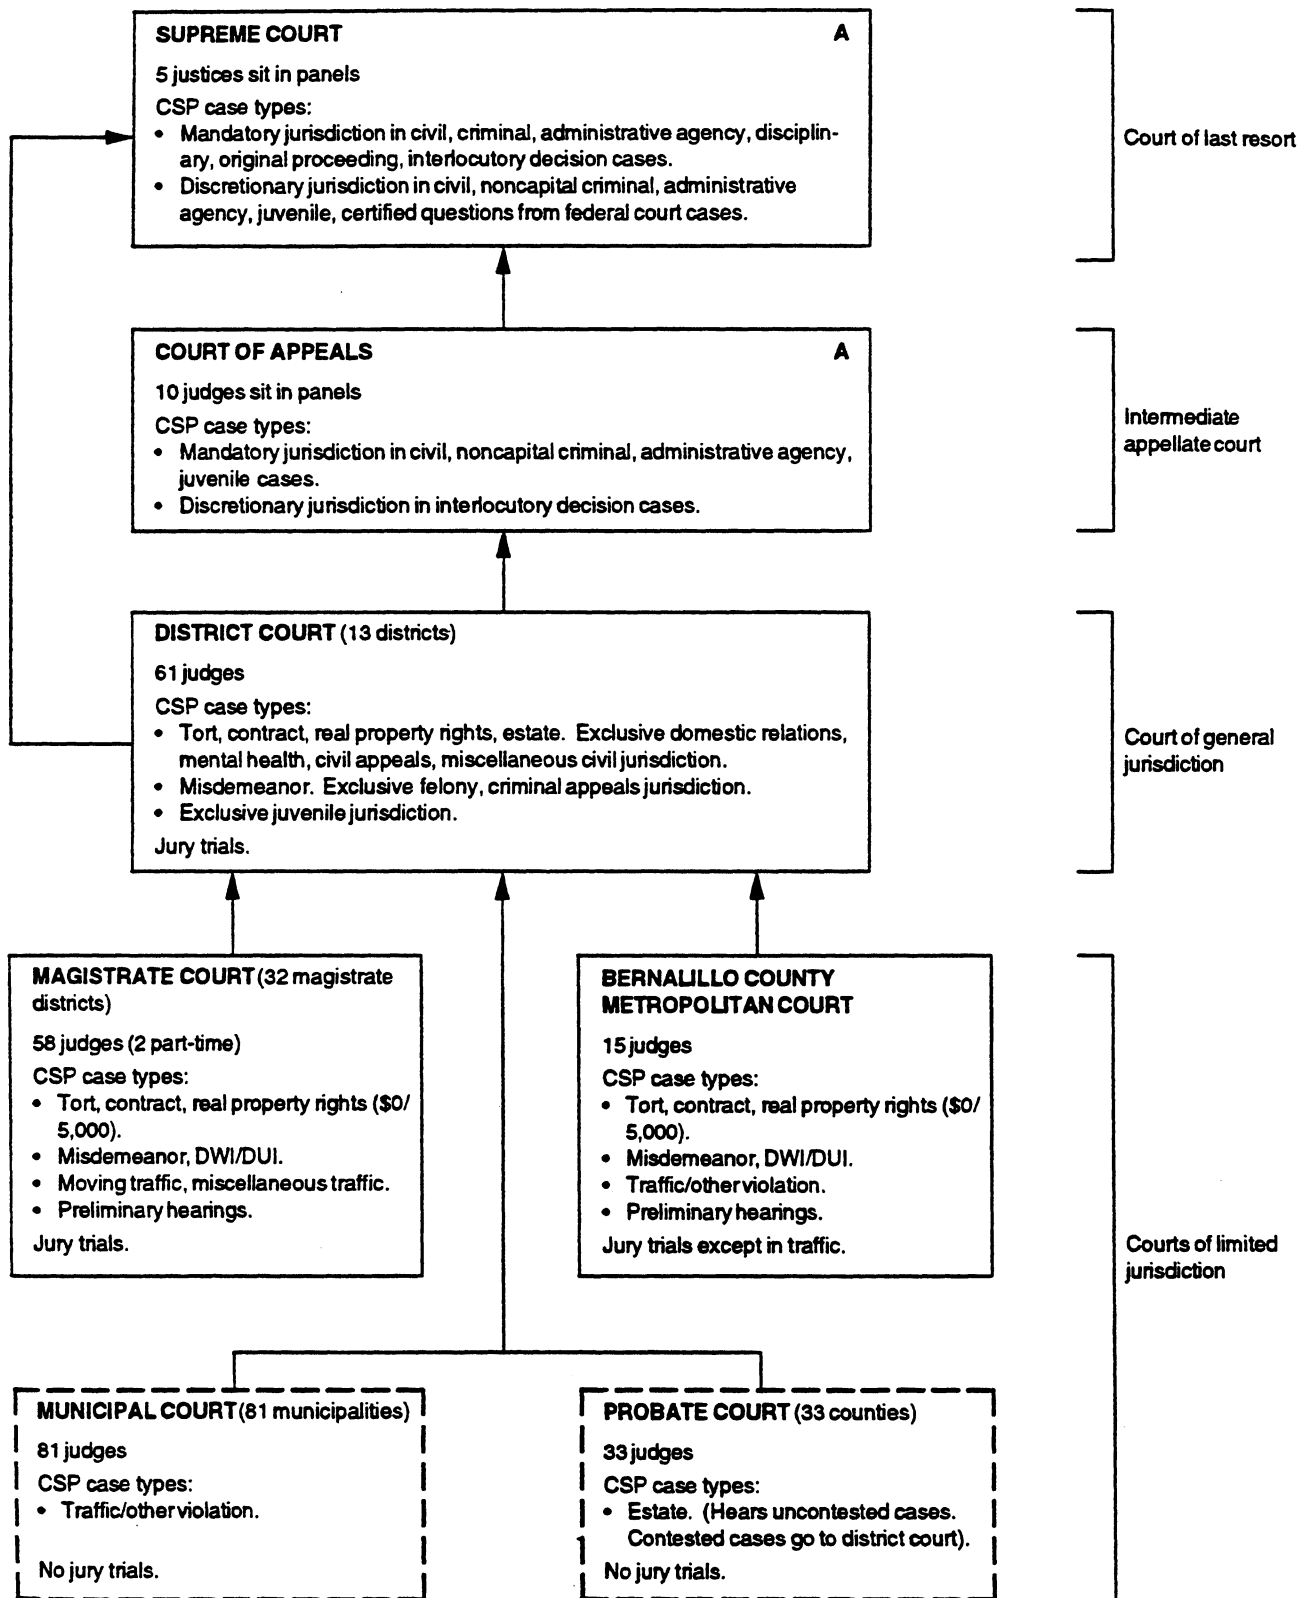 SUPREME COURT A
5 justices sit in panels
CSP case types:
• Mandatory jurisdiction in civil, criminal, administrative agency, disciplin-
ary, original proceeding, interlocutory decision cases.
• Discretionary jurisdiction in civil, noncapital criminal, administrative
agency, juvenile, certified questions from federal court cases.
Court of last resort
COURT OF APPEALS A
10 judges sit in panels
CSP case types:
• Mandatory jurisdiction in civil, noncapital criminal, administrative agency,
juvenile cases.
• Discretionary jurisdiction in interlocutory decision cases.
Intermediate
appellate court
DISTRICT COURT (13 districts)
61 judges
CSP case types:
• Tort, contract, real property rights, estate. Exclusive domestic relations,
mental health, civil appeals, miscellaneous civil jurisdiction.
• Misdemeanor. Exclusive felony, criminal appeals jurisdiction.
• Exclusive juvenile jurisdiction.
Jury trials.
Court of general
jurisdiction
MAGISTRATE COURT (32 magistrate
districts)
58 judges (2 part-time)
CSP case types:
• Tort, contract, real property rights ($0/
5,000).
• Misdemeanor, DWI/DUI.
• Moving traffic, miscellaneous traffic.
• Preliminary hearings.
Jury trials.
BERNALILLO COUNTY
METROPOLITAN COURT
15 judges
CSP case types:
• Tort, contract, real property rights ($0/
5,000).
• Misdemeanor, DWI/DUI.
• Traffic/other violation.
• Preliminary hearings.
Jury trials except in traffic.
Courts of limited
jurisdiction
MUNICIPAL COURT (81 municipalities)
81 judges
CSP case types:
• Traffic/other violation.
No jury trials.
PROBATE COURT (33 counties)
33 judges
CSP case types:
• Estate. (Hears uncontested cases.
Contested cases go to district court).
No jury trials.